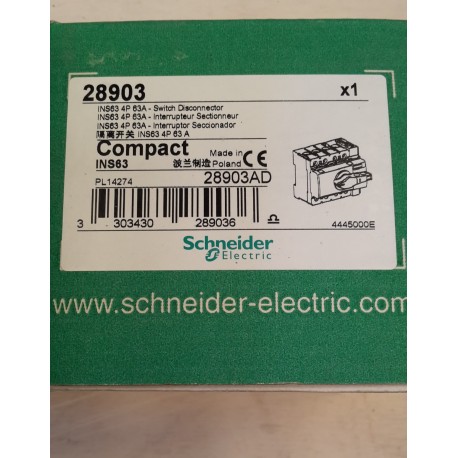 28903 x1
INS63 4P 63A - Switch Disconnector
INS63 4P 63A - Interrupteur Sectionneur
INS63 4P 63A - Interruptor Seccionador
隔离开关 INS63 4P 63 A
Compact Made in
INS63 波兰制造 Poland CE
PL14274 28903AD
3 303430 289036
4445000E
Schneider
Electric
www.schneider-electric.com